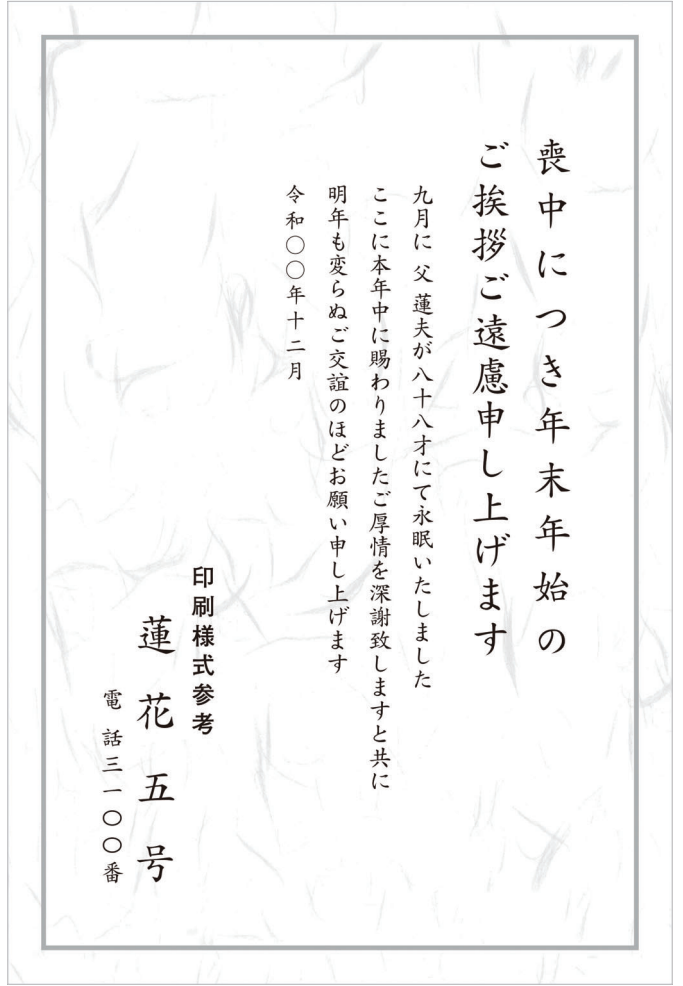 喪中につき年末年始の
ご挨拶ご遠慮申し上げます
九月に 父 蓮夫が八十八才にて永眠いたしました
ここに本年中に賜わりましたご厚情を深謝致しますと共に
明年も変らぬご交誼のほどお願い申し上げます
令和〇〇年十二月
印刷様式参考
蓮花五号
電話三一〇〇番